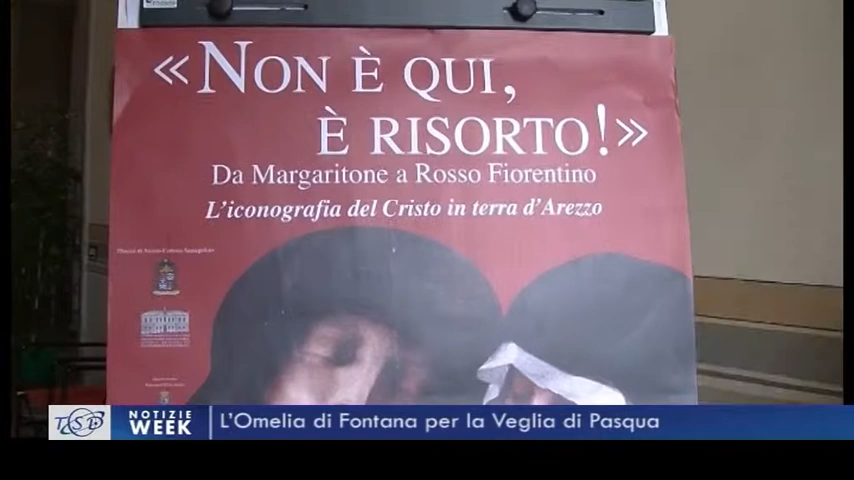 «NON È QUI,
È RISORTO!»
Da Margaritone a Rosso Fiorentino
L'iconografia del Cristo in terra d'Arezzo
TSD
NOTIZIE
WEEK
L'Omelia di Fontana per la Veglia di Pasqua